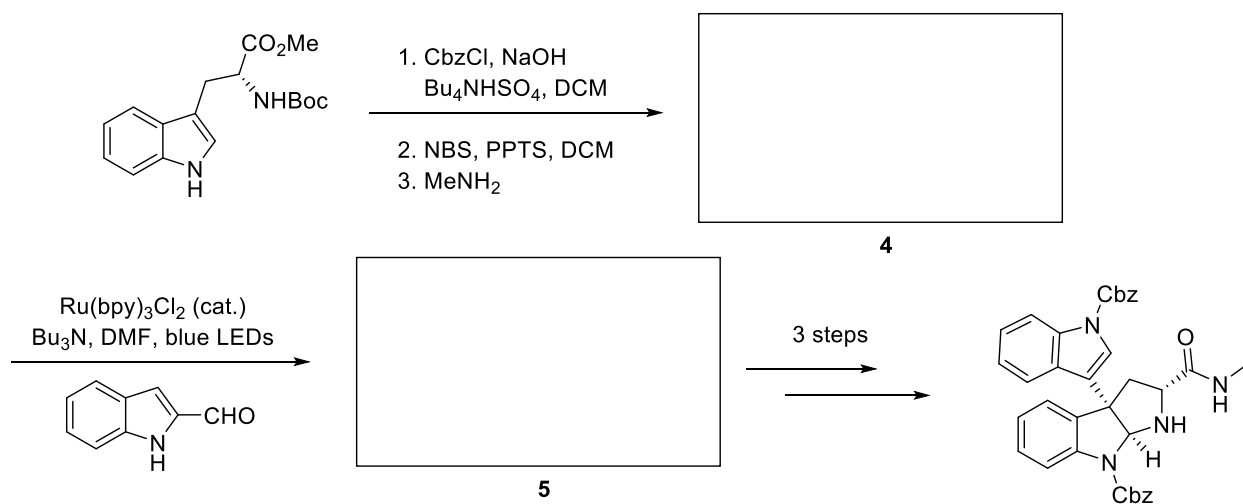 CO2Me
NHBoc
N
H
1. CbzCl, NaOH
Bu4NHSO4, DCM
2. NBS, PPTS, DCM
3. MeNH2
4
Ru(bpy)3Cl2 (cat.)
Bu3N, DMF, blue LEDs
CHO
N
H
5
3 steps
Cbz
N
O
N
H
NH
H
N
Cbz